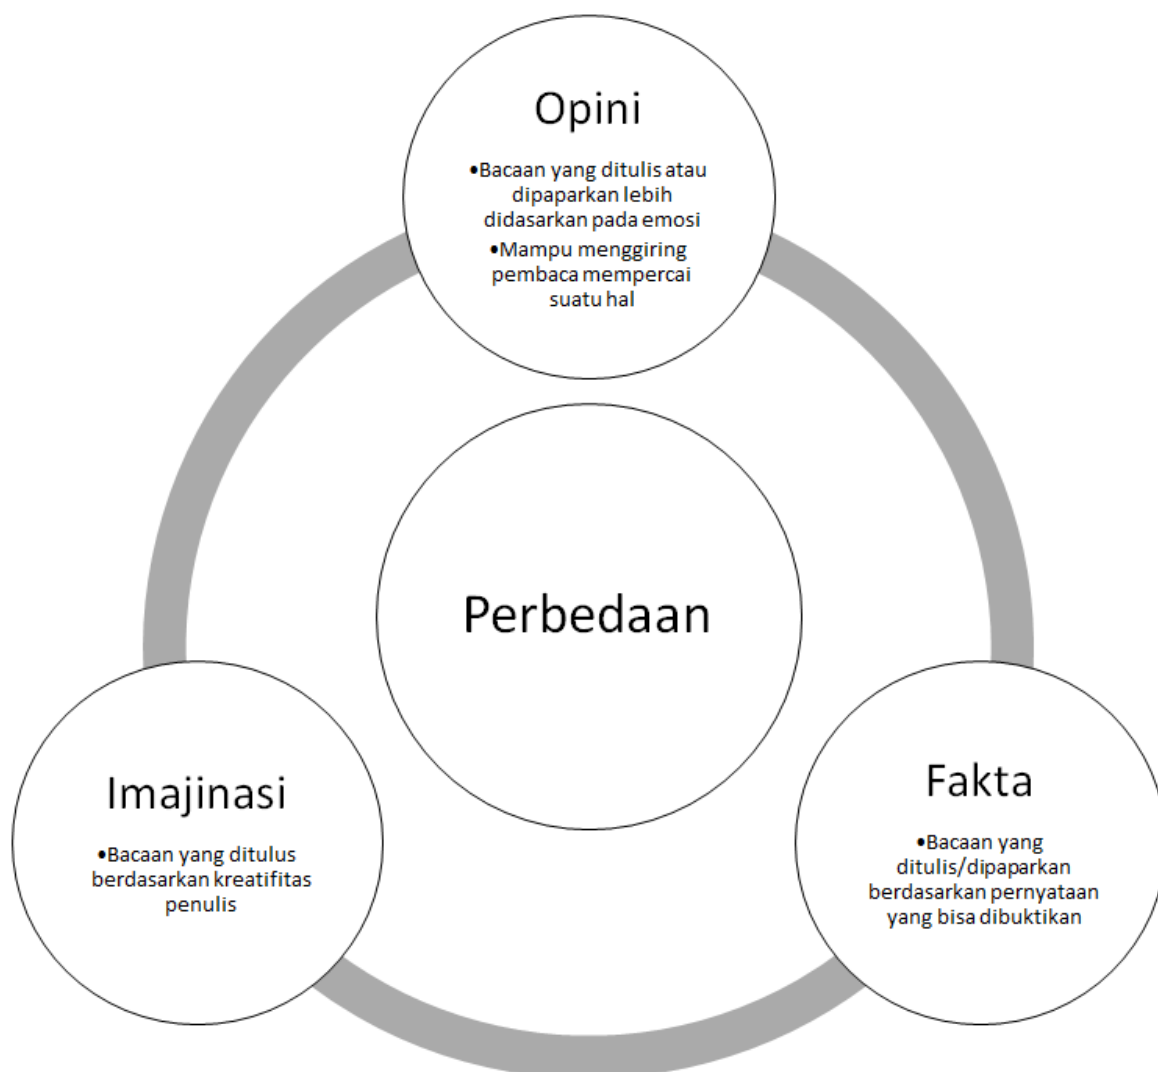 Opini
•Bacaan yang ditulis atau
dipaparkan lebih
didasarkan pada emosi
•Mampu menggiring
pembaca mempercai
suatu hal
Perbedaan
Imajinasi
•Bacaan yang ditulus
berdasarkan kreatifitas
penulis
Fakta
•Bacaan yang
ditulis/dipaparkan
berdasarkan pernyataan
yang bisa dibuktikan